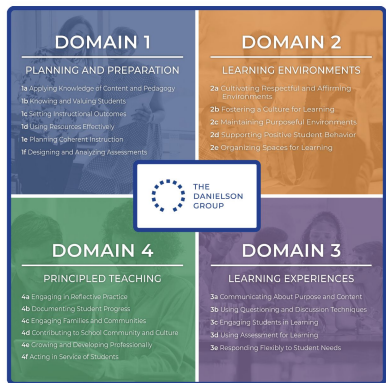 DOMAIN 1
PLANNING AND PREPARATION
1a Applying Knowledge of Content and Pedagogy
1b Knowing and Valuing Students
1c Setting Instructional Outcomes
1d Using Resources Effectively
1e Planning Coherent Instruction
1f Designing and Analyzing Assessments
DOMAIN 2
LEARNING ENVIRONMENTS
2a Cultivating Respectful and Affirming
Environments
2b Fostering a Culture for Learning
2c Maintaining Purposeful Environments
2d Supporting Positive Student Behavior
2e Organizing Spaces for Learning
THE
DANIELSON
GROUP
DOMAIN 4
PRINCIPLED TEACHING
4a Engaging in Reflective Practice
4b Documenting Student Progress
4c Engaging Families and Communities
4d Contributing to School Community and Culture
4e Growing and Developing Professionally
4f Acting in Service of Students
DOMAIN 3
LEARNING EXPERIENCES
3a Communicating About Purpose and Content
3b Using Questioning and Discussion Techniques
3c Engaging Students in Learning
3d Using Assessment for Learning
3e Responding Flexibly to Student Needs